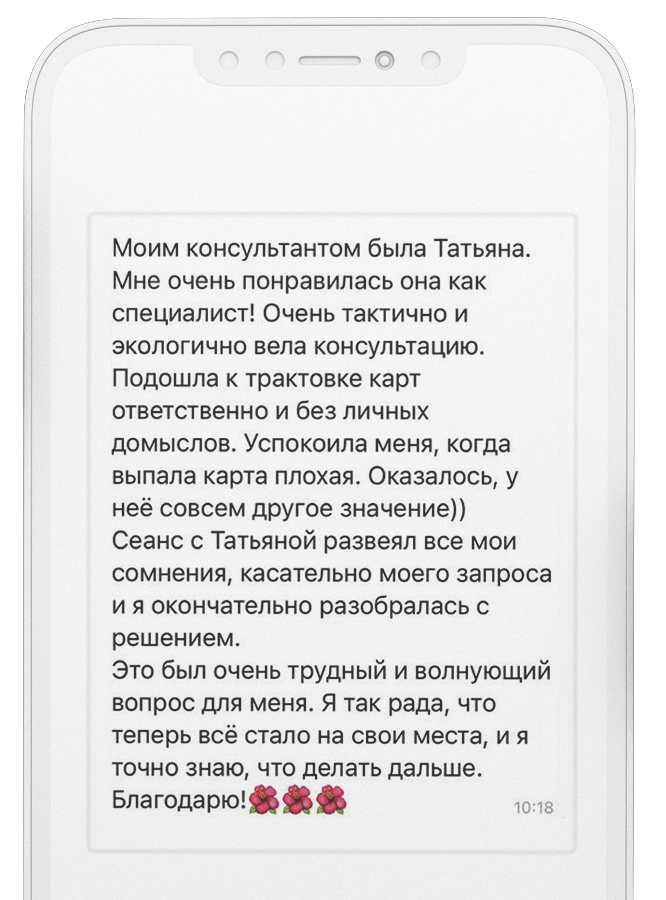 Моим консультантом была Татьяна.
Мне очень понравилась она как
специалист! Очень тактично и
экологично вела консультацию.
Подошла к трактовке карт
ответственно и без личных
домыслов. Успокоила меня, когда
выпала карта плохая. Оказалось, у
неё совсем другое значение))
Сеанс с Татьяной развеял все мои
сомнения, касательно моего запроса
и я окончательно разобралась с
решением.
Это был очень трудный и волнующий
вопрос для меня. Я так рада, что
теперь всё стало на свои места, и я
точно знаю, что делать дальше.
Благодарю!🌺🌺🌺
10:18